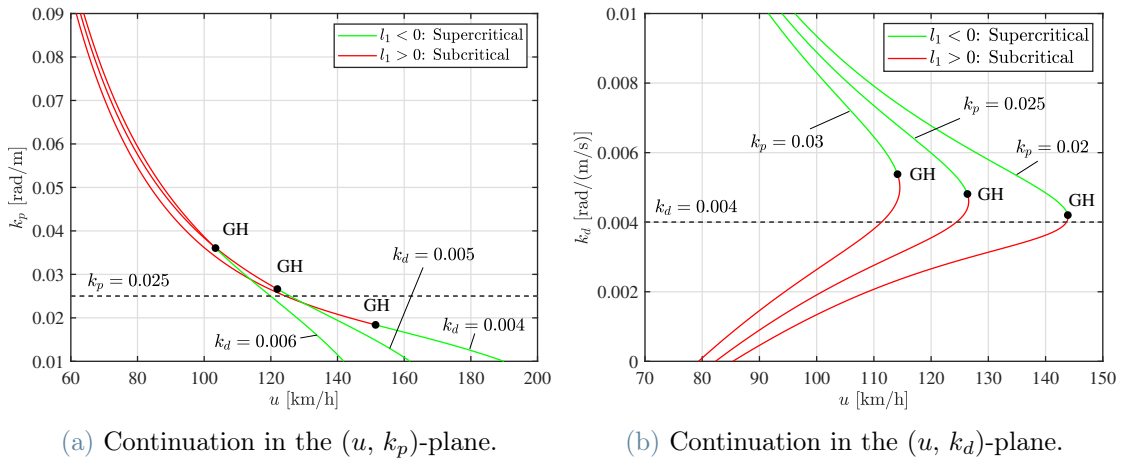 0.09
0.08
0.07
0.06
0.05
0.04
0.03
0.02
0.01
k_p [rad/m]
l_1 < 0: Supercritical
l_1 > 0: Subcritical
GH
GH
GH
k_d = 0.005
k_p = 0.025
k_d = 0.006
k_d = 0.004
60 80 100 120 140 160 180 200
u [km/h]
(a) Continuation in the (u, k_p)-plane.
0.01
0.008
0.006
0.004
0.002
0
k_d [rad/(m/s)]
l_1 < 0: Supercritical
l_1 > 0: Subcritical
k_p = 0.025
k_p = 0.03
k_p = 0.02
GH
GH
GH
k_d = 0.004
70 80 90 100 110 120 130 140 150
u [km/h]
(b) Continuation in the (u, k_d)-plane.